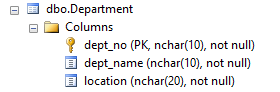 dbo.Department
Columns
dept_no (PK, nchar(10), not null)
dept_name (nchar(10), not null)
location (nchar(20), not null)